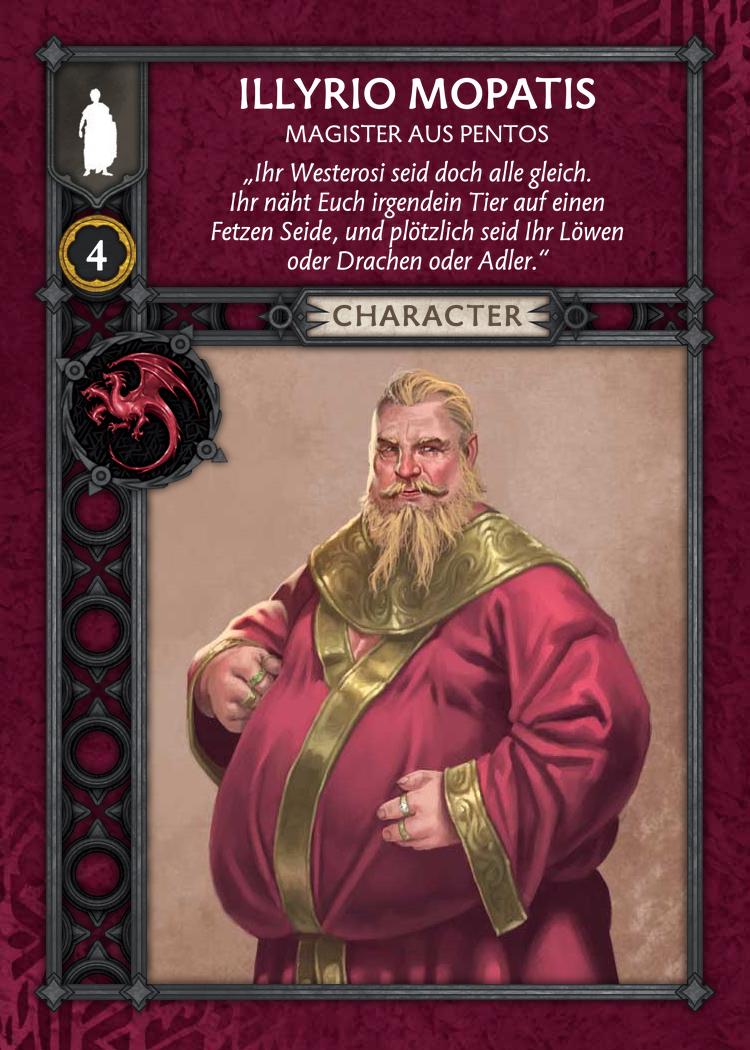 ILLYRIO MOPATIS
MAGISTER AUS PENTOS
„Ihr Westerosi seid doch alle gleich.
Ihr näht Euch irgendein Tier auf einen
Fetzen Seide, und plötzlich seid Ihr Löwen
oder Drachen oder Adler.“
4
CHARACTER